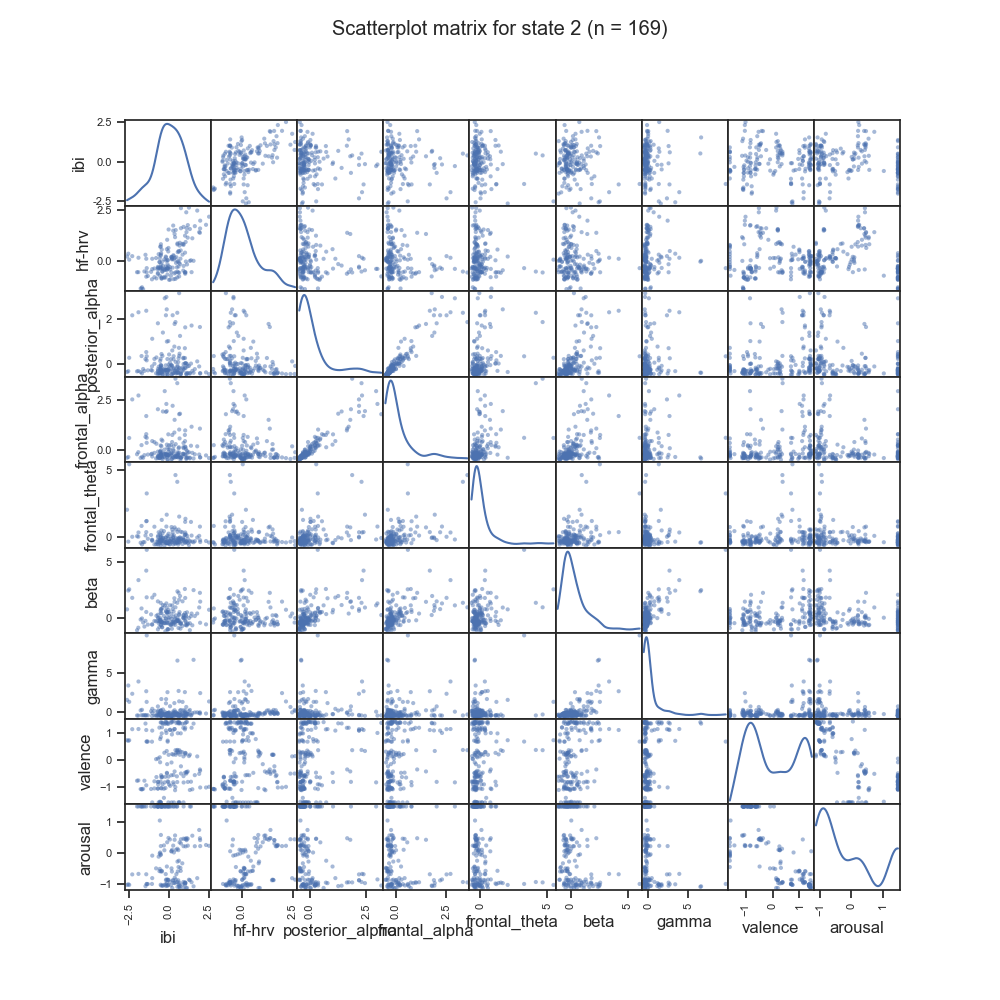 Scatterplot matrix for state 2 (n = 169)
ibi
2.5
0.0
−2.5
hf-hrv
2.5
0.0
posterior_alpha
2
0
frontal_alpha
2.5
0.0
frontal_theta
5
0
beta
5
0
gamma
5
0
valence
1
0
−1
arousal
1
0
−1
−2.5 0.0 2.5 0.0 2.5 0.0 2.5 0.0 2.5 0 5 0 5 0 5 −1 0 1 −1 0 1
ibi hf-hrv posterior_alpha frontal_alpha frontal_theta beta gamma valence arousal